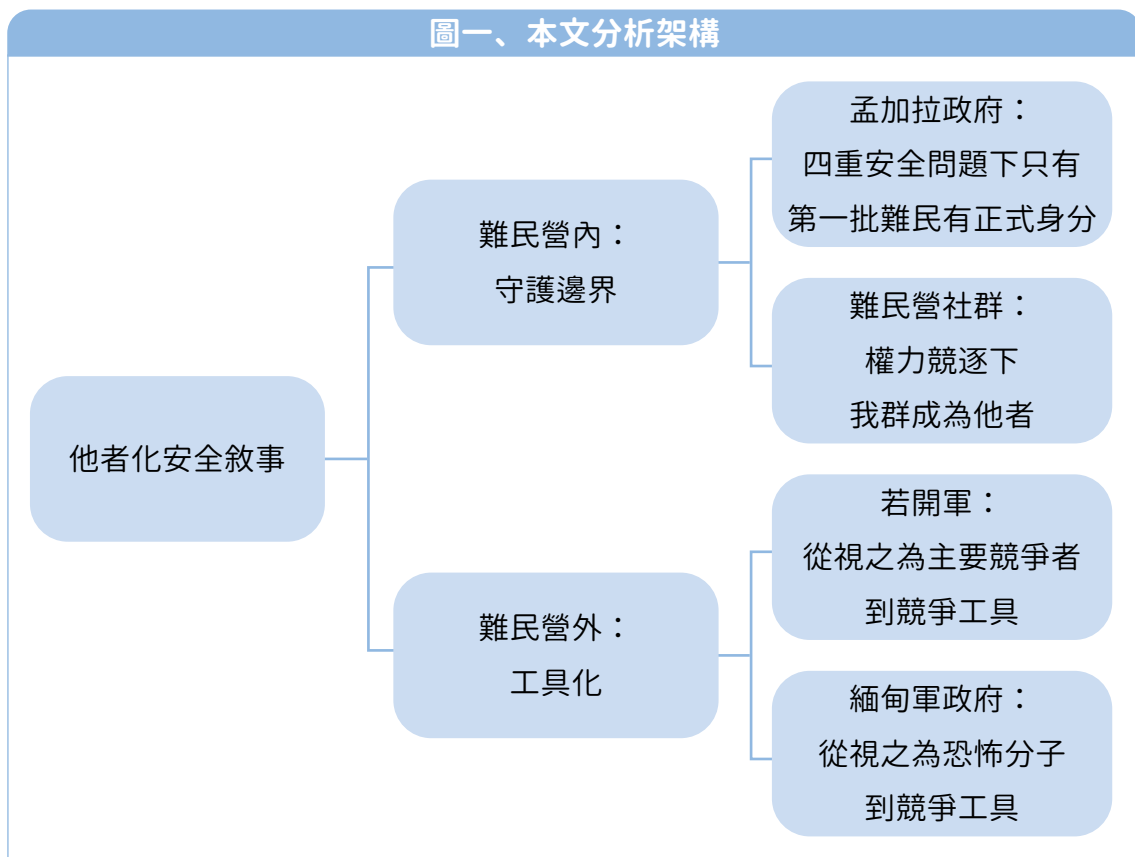 圖一、本文分析架構
他者化安全敘事
難民營內：
守護邊界
孟加拉政府：
四重安全問題下只有
第一批難民有正式身分
難民營社群：
權力競逐下
我群成為他者
難民營外：
工具化
若開軍：
從視之為主要競爭者
到競爭工具
緬甸軍政府：
從視之為恐怖分子
到競爭工具